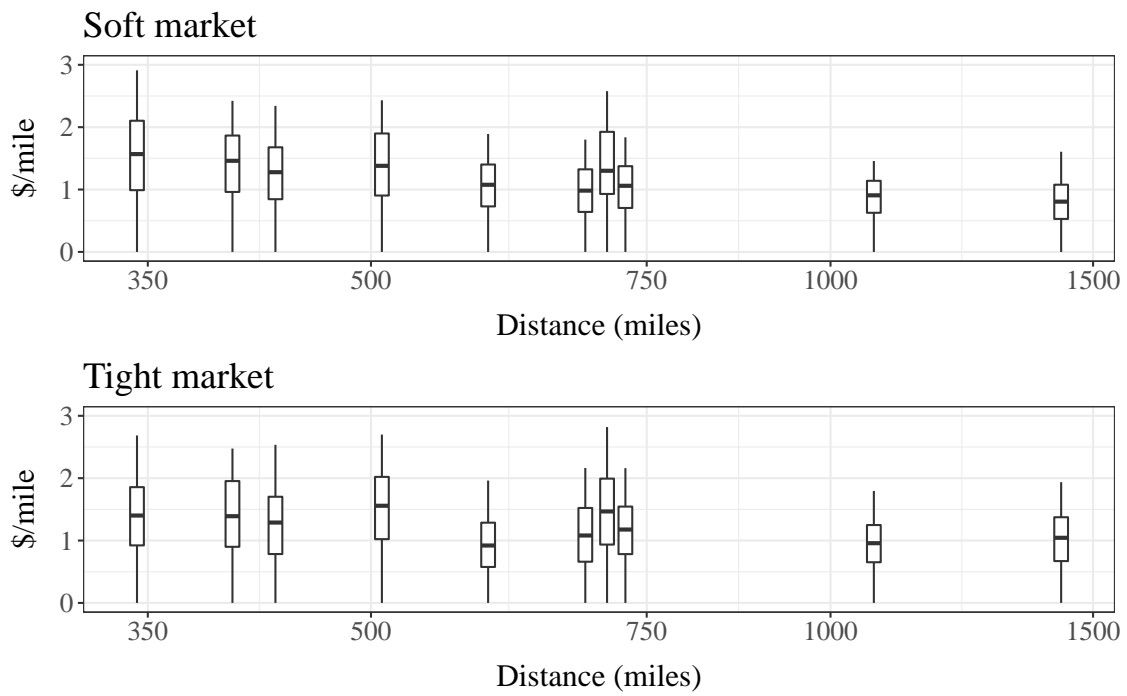 Soft market
3
2
1
0
$/mile
350 500 750 1000 1500
Distance (miles)
Tight market
3
2
1
0
$/mile
350 500 750 1000 1500
Distance (miles)